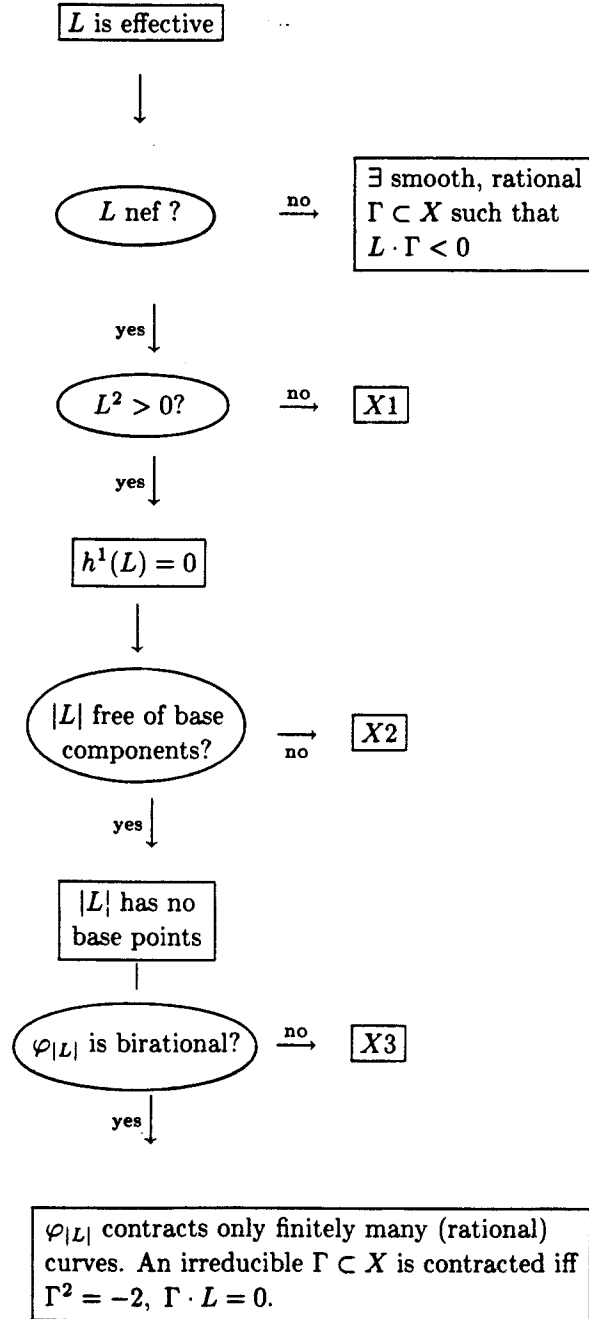 L is effective
L nef ?
no
∃ smooth, rational
Γ ⊂ X such that
L · Γ < 0
yes
L² > 0?
no
X1
yes
h¹(L) = 0
|L| free of base
components?
no
X2
yes
|L| has no
base points
φ|L| is birational?
no
X3
yes
φ|L| contracts only finitely many (rational)
curves. An irreducible Γ ⊂ X is contracted iff
Γ² = −2, Γ · L = 0.